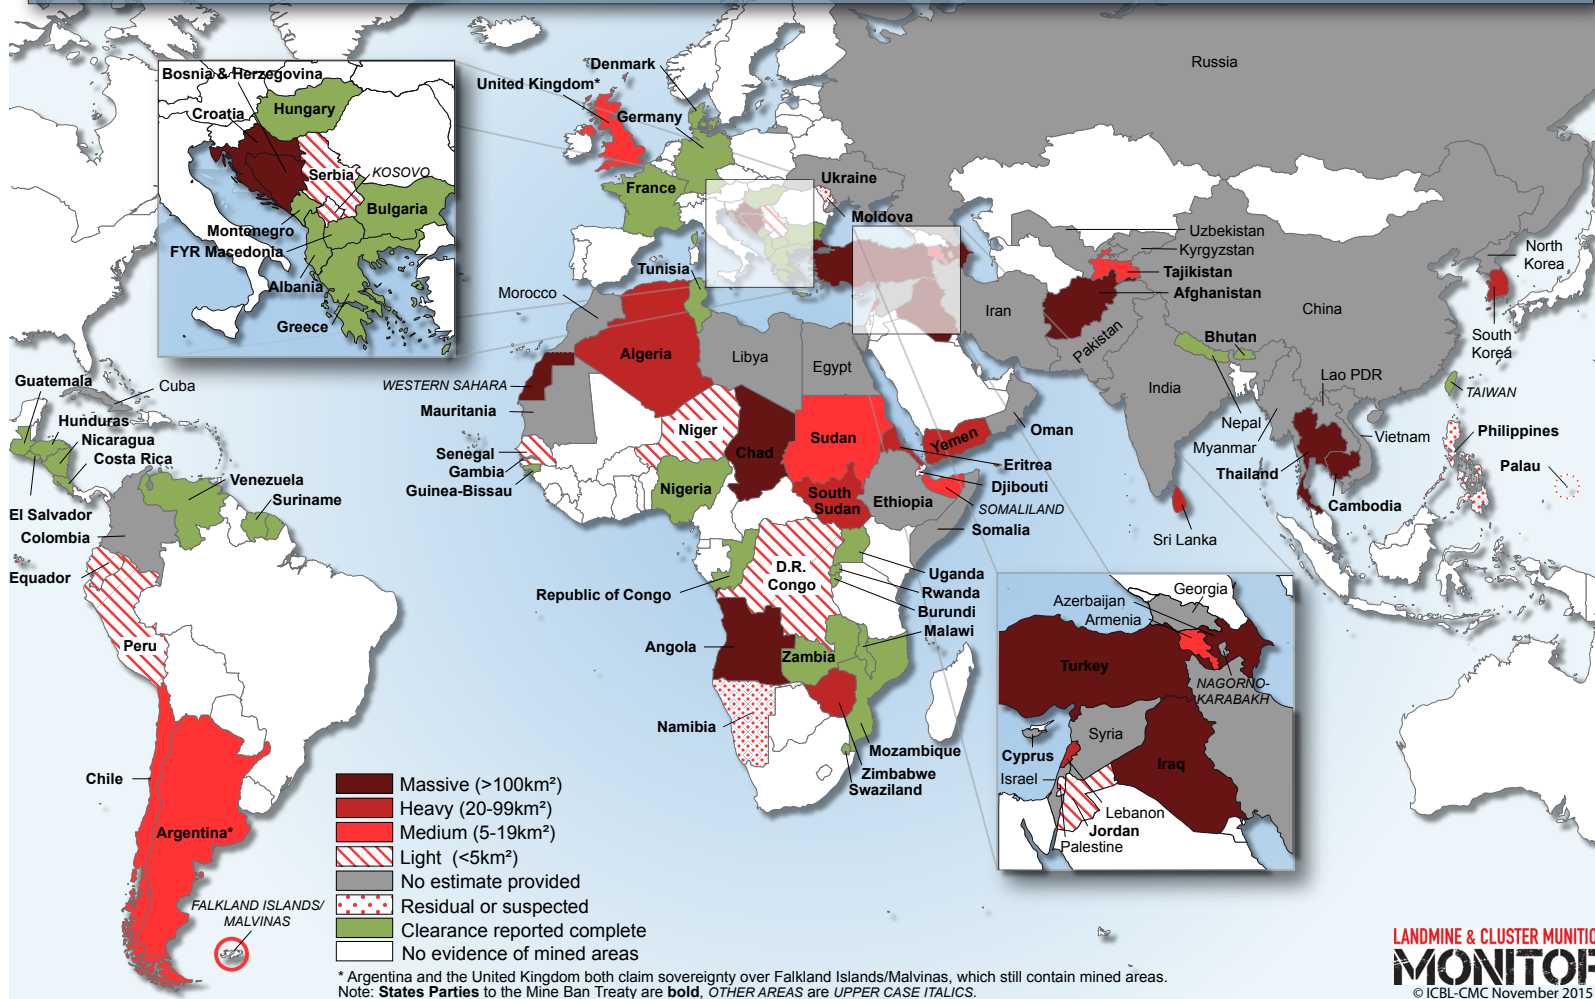 Bosnia & Herzegovina
Croatia
Hungary
Serbia
KOSOVO
Bulgaria
Montenegro
FYR Macedonia
Albania
Greece
Denmark
United Kingdom*
Germany
France
Ukraine
Moldova
Russia
Uzbekistan
Kyrgyzstan
Tajikistan
Afghanistan
Iran
Pakistan
China
North
Korea
South
Korea
Bhutan
India
Nepal
Myanmar
Lao PDR
Vietnam
Thailand
Cambodia
TAIWAN
Philippines
Palau
Sri Lanka
Tunisia
Morocco
Algeria
Libya
Egypt
WESTERN SAHARA
Mauritania
Niger
Chad
Sudan
Yemen
Oman
Senegal
Gambia
Guinea-Bissau
Nigeria
South
Sudan
Ethiopia
Eritrea
Djibouti
SOMALILAND
Somalia
D.R.
Congo
Republic of Congo
Uganda
Rwanda
Burundi
Malawi
Angola
Zambia
Namibia
Mozambique
Zimbabwe
Swaziland
Guatemala
Cuba
Hunduras
Nicaragua
Costa Rica
Venezuela
Suriname
El Salvador
Colombia
Equador
Peru
Chile
Argentina*
FALKLAND ISLANDS/
MALVINAS
Georgia
Azerbaijan
Armenia
Turkey
NAGORNO-
KARABAKH
Syria
Cyprus
Israel
Iraq
Lebanon
Jordan
Palestine
Massive (>100km²)
Heavy (20-99km²)
Medium (5-19km²)
Light (<5km²)
No estimate provided
Residual or suspected
Clearance reported complete
No evidence of mined areas
* Argentina and the United Kingdom both claim sovereignty over Falkland Islands/Malvinas, which still contain mined areas.
Note: States Parties to the Mine Ban Treaty are bold, OTHER AREAS are UPPER CASE ITALICS.
LANDMINE & CLUSTER MUNITIO
MONITOR
© ICBL-CMC November 2015